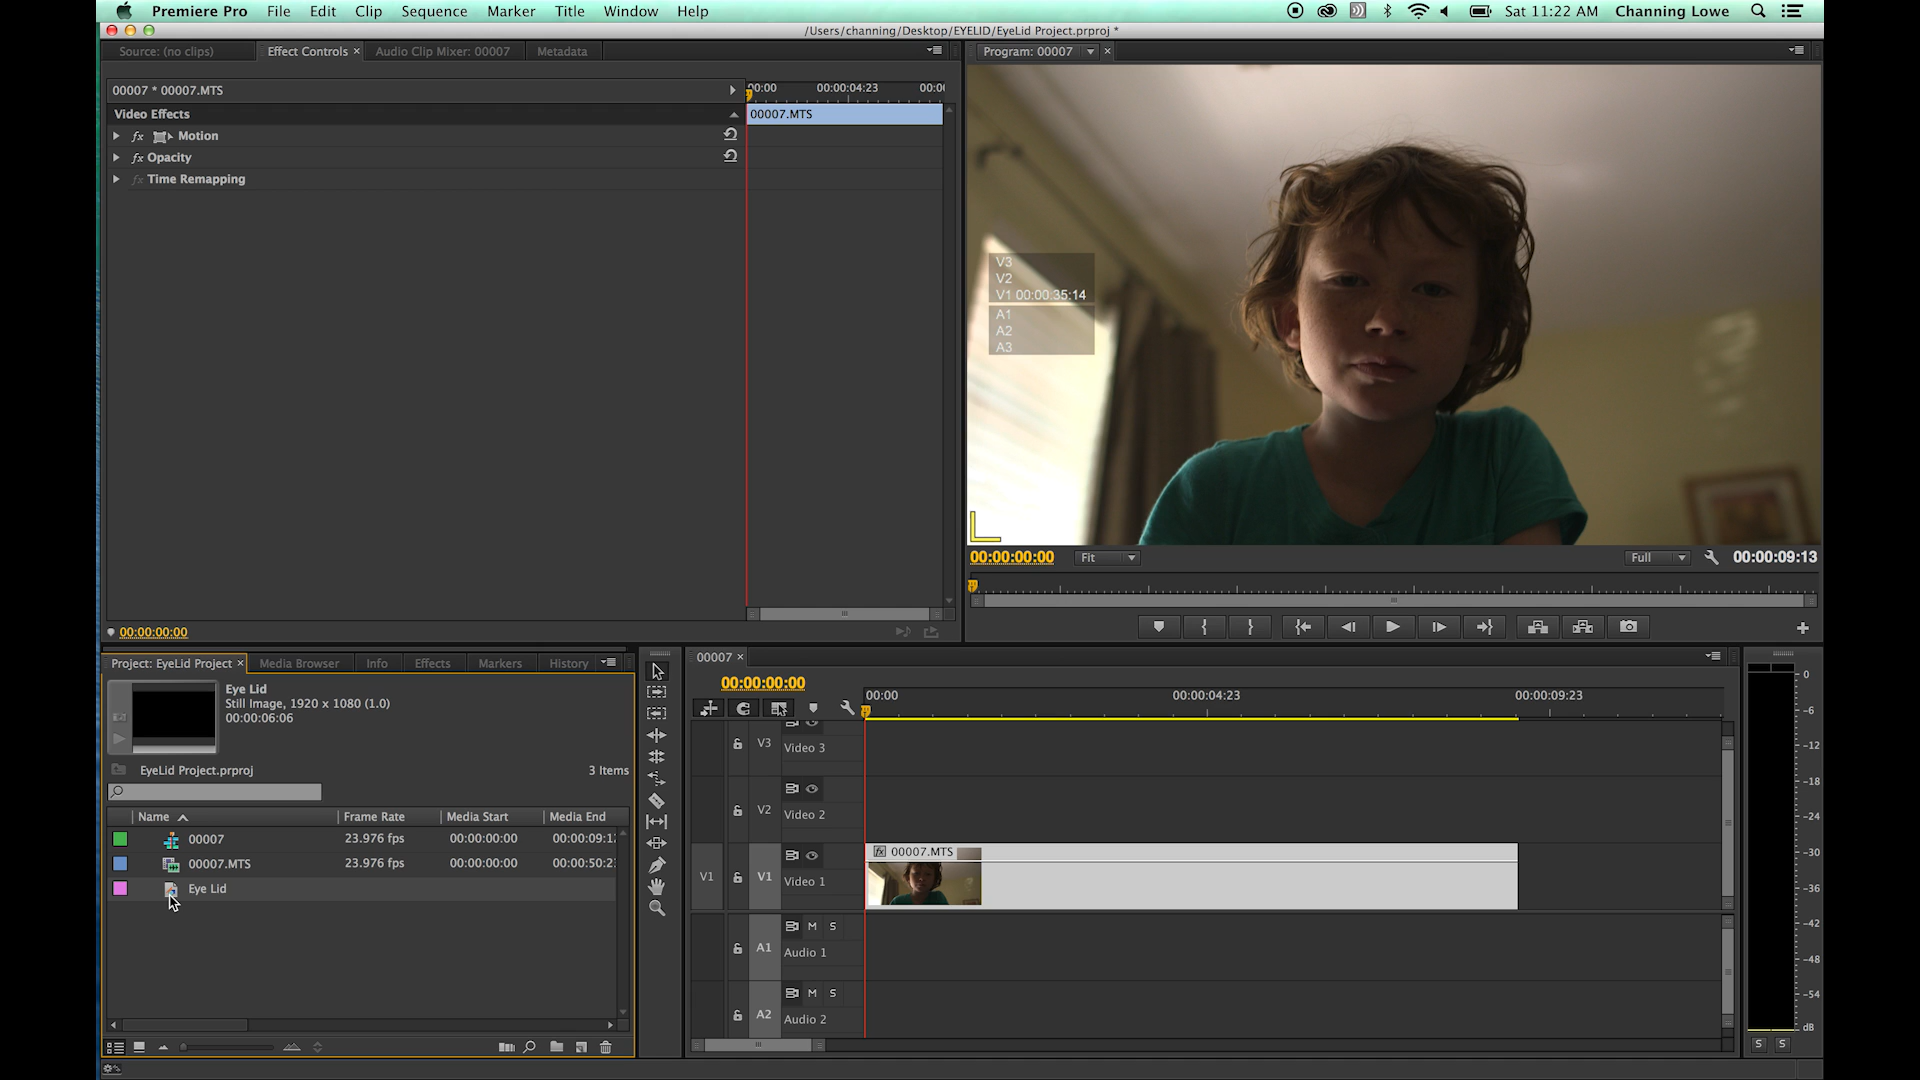 Premiere Pro File Edit Clip Sequence Marker Title Window Help Sat 11:22 AM Channing Lowe
/Users/channing/Desktop/EYELID/EyeLid Project.prproj *
Source: (no clips) Effect Controls × Audio Clip Mixer: 00007 Metadata
Program: 00007 ×
00007 * 00007.MTS
00:00 00:00:04:23 00:00
Video Effects
00007.MTS
fx Motion
fx Opacity
fx Time Remapping
V3
V2
V1 00:00:35:14
A1
A2
A3
00:00:00:00 Fit Full 00:00:09:13
00:00:00:00
Project: EyeLid Project × Media Browser Info Effects Markers History
Eye Lid
Still Image, 1920 x 1080 (1.0)
00:00:06:06
EyeLid Project.prproj 3 Items
Name Frame Rate Media Start Media End
00007 23.976 fps 00:00:00:00 00:00:09:1
00007.MTS 23.976 fps 00:00:00:00 00:00:50:2
Eye Lid
00007 ×
00:00:00:00
00:00 00:00:04:23 00:00:09:23
V3 Video 3
V2 Video 2
fx 00007.MTS
V1 V1 Video 1
M S
A1 Audio 1
M S
A2 Audio 2
0
-6
-12
-18
-24
-30
-36
-42
-48
-54
dB
S S